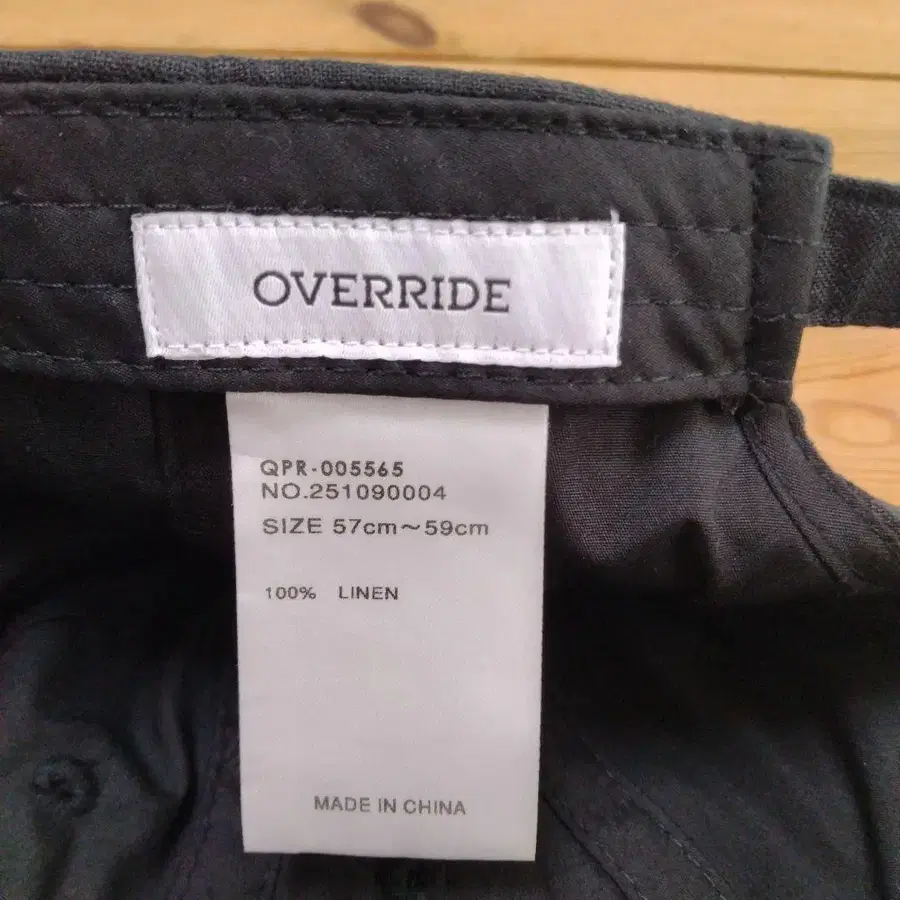 OVERRIDE
QPR-005565
NO.251090004
SIZE 57cm～59cm
100% LINEN
MADE IN CHINA